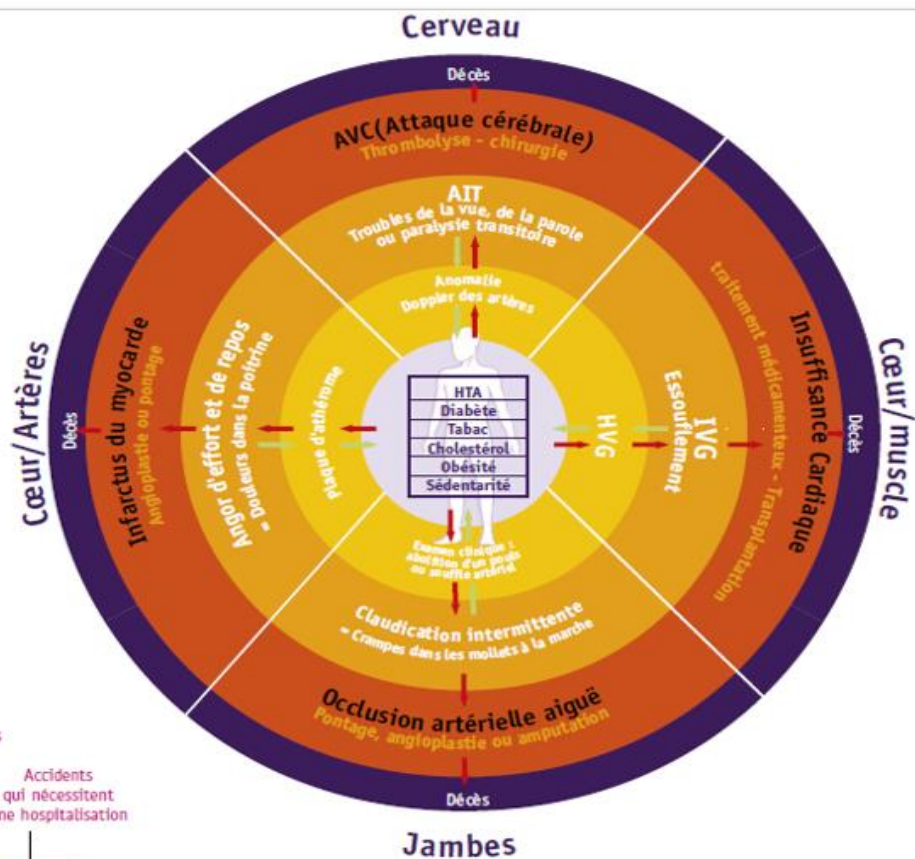 Cerveau
Décès
AVC(Attaque cérébrale)
Thrombolyse - chirurgie
AIT
Troubles de la vue, de la parole
ou paralysie transitoire
Anomalie
Doppler des artères
Cœur/Artères
Décès
Infarctus du myocarde
Angioplastie ou pontage
Angor d'effort et de repos
= Douleurs dans la poitrine
Plaque d'athérome
HTA
Diabète
Tabac
Cholestérol
Obésité
Sédentarité
HVG
IVG
Essouflement
traitement médicamenteux - Transplantation
Insuffisance Cardiaque
Décès
Cœur/muscle
Examen clinique :
abolition d'un pouls
ou souffle artériel
Claudication intermittente
= Crampes dans les mollets à la marche
Occlusion artérielle aiguë
Pontage, angioplastie ou amputation
Décès
Jambes
Accidents
qui nécessitent
ne hospitalisation